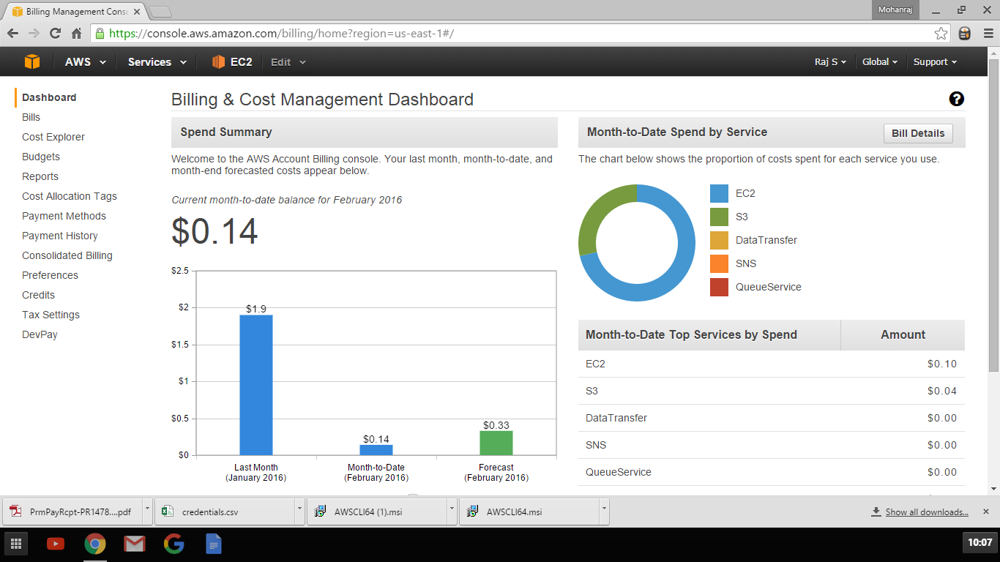 Billing Management Conso
Mohanraj
https://console.aws.amazon.com/billing/home?region=us-east-1#/
AWS Services EC2 Edit Raj S Global Support
Dashboard
Bills
Cost Explorer
Budgets
Reports
Cost Allocation Tags
Payment Methods
Payment History
Consolidated Billing
Preferences
Credits
Tax Settings
DevPay
Billing & Cost Management Dashboard
?
Spend Summary
Welcome to the AWS Account Billing console. Your last month, month-to-date, and
month-end forecasted costs appear below.
Current month-to-date balance for February 2016
$0.14
$2.5
$2
$1.5
$1
$0.5
$0
$1.9
$0.14
$0.33
Last Month
(January 2016)
Month-to-Date
(February 2016)
Forecast
(February 2016)
Month-to-Date Spend by Service
Bill Details
The chart below shows the proportion of costs spent for each service you use.
EC2
S3
DataTransfer
SNS
QueueService
Month-to-Date Top Services by Spend Amount
EC2 $0.10
S3 $0.04
DataTransfer $0.00
SNS $0.00
QueueService $0.00
PrmPayRcpt-PR1478....pdf
credentials.csv
AWSCLI64 (1).msi
AWSCLI64.msi
Show all downloads...
10:07